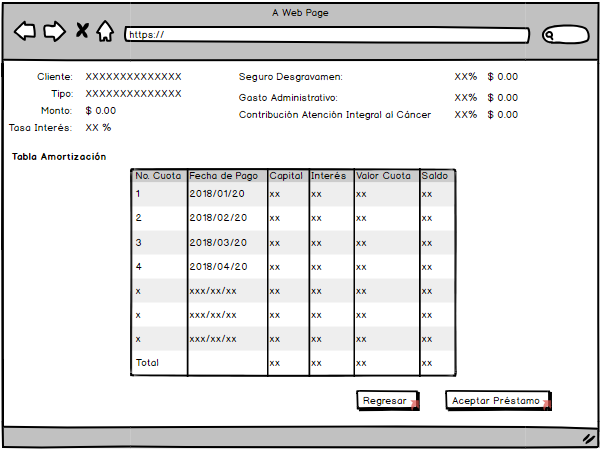 A Web Page
https://
Cliente: XXXXXXXXXXXXXX
Seguro Desgravamen: XX% $ 0.00
Tipo: XXXXXXXXXXXXXX
Gasto Administrativo: XX% $ 0.00
Monto: $ 0.00
Contribución Atención Integral al Cáncer XX% $ 0.00
Tasa Interés: XX %
Tabla Amortización
No. Cuota Fecha de Pago Capital Interés Valor Cuota Saldo
1 2018/01/20 xx xx xx xx
2 2018/02/20 xx xx xx xx
3 2018/03/20 xx xx xx xx
4 2018/04/20 xx xx xx xx
x xxx/xx/xx xx xx xx xx
x xxx/xx/xx xx xx xx xx
x xxx/xx/xx xx xx xx xx
Total xx xx xx xx
Regresar Aceptar Préstamo